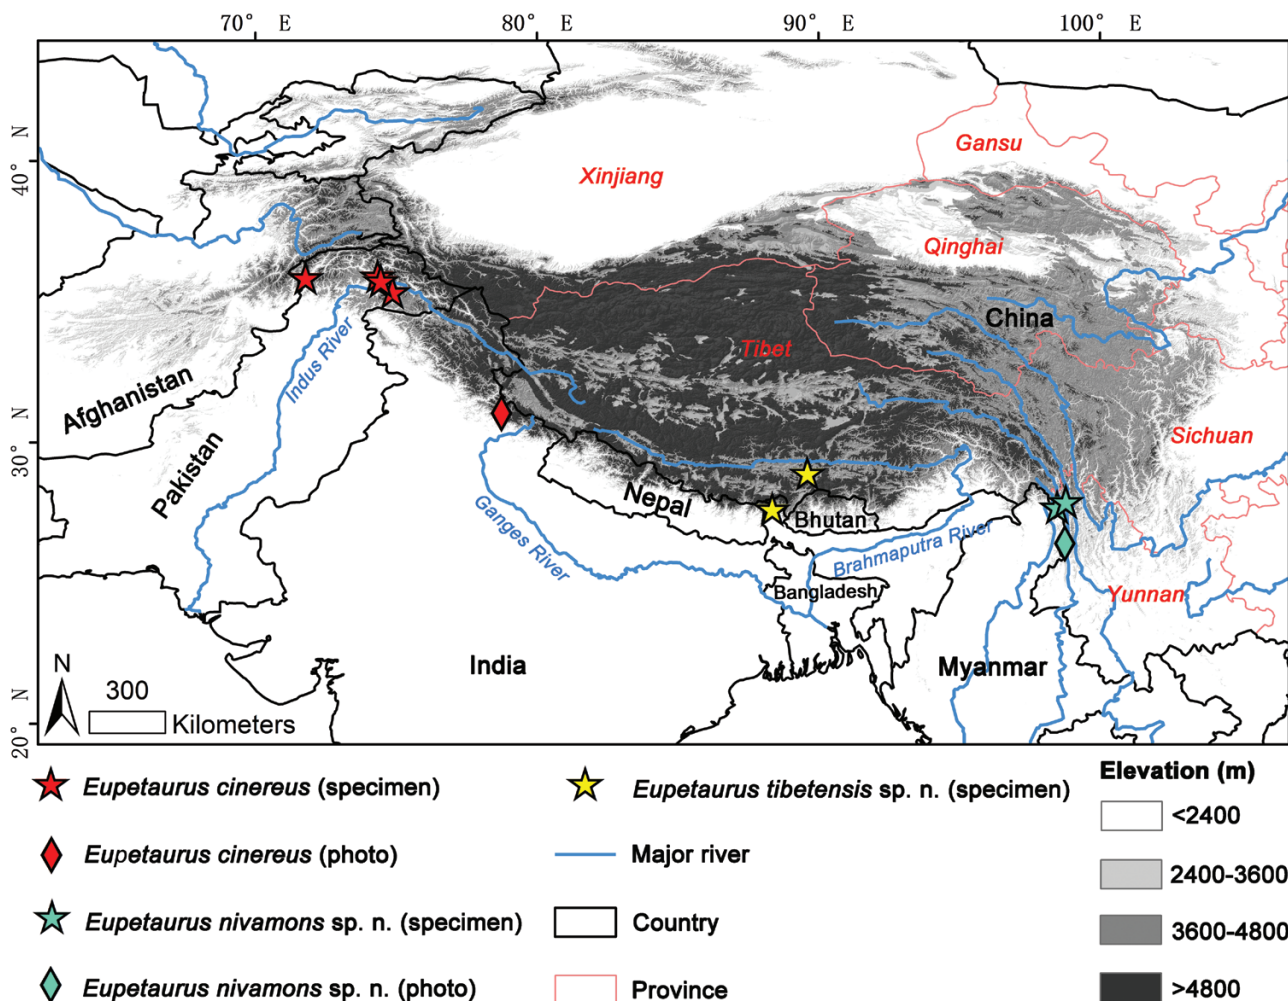 70° E 80° E 90° E 100° E
40° N
30° N
20° N
Xinjiang
Gansu
Qinghai
China
Tibet
Sichuan
Indus River
Afghanistan
Pakistan
Nepal
Bhutan
Ganges River
Brahmaputra River
Bangladesh
Yunnan
India
Myanmar
N
300
Kilometers
Eupetaurus cinereus (specimen)
Eupetaurus cinereus (photo)
Eupetaurus nivamons sp. n. (specimen)
Eupetaurus nivamons sp. n. (photo)
Eupetaurus tibetensis sp. n. (specimen)
Major river
Country
Province
Elevation (m)
<2400
2400-3600
3600-4800
>4800